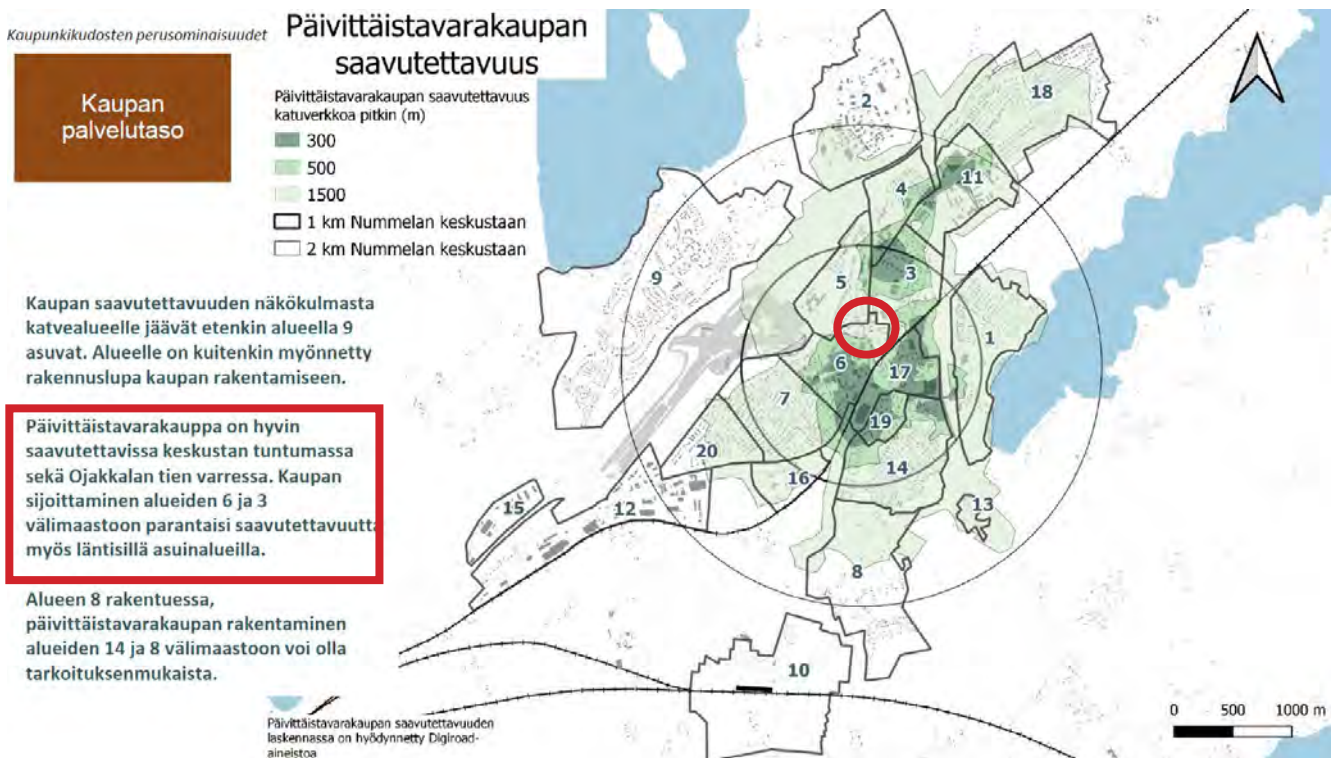 Kaupunkikudosten perusominaisuudet
Kaupan
palvelutaso
Päivittäistavarakaupan
saavutettavuus
Päivittäistavarakaupan saavutettavuus
katuverkkoa pitkin (m)
300
500
1500
1 km Nummelan keskustaan
2 km Nummelan keskustaan
Kaupan saavutettavuuden näkökulmasta
katvealueelle jäävät etenkin alueella 9
asuvat. Alueelle on kuitenkin myönnetty
rakennuslupa kaupan rakentamiseen.
Päivittäistavarakauppa on hyvin
saavutettavissa keskustan tuntumassa
sekä Ojakkalan tien varressa. Kaupan
sijoittaminen alueiden 6 ja 3
välimaastoon parantaisi saavutettavuutta
myös läntisillä asuinalueilla.
Alueen 8 rakentuessa,
päivittäistavarakaupan rakentaminen
alueiden 14 ja 8 välimaastoon voi olla
tarkoituksenmukaista.
Päivittäistavarakaupan saavutettavuuden
laskennassa on hyödynnetty Digiroad-
aineistoa
2
18
11
4
3
5
9
1
6
17
7
19
20
14
16
13
15
12
8
10
0 500 1000 m